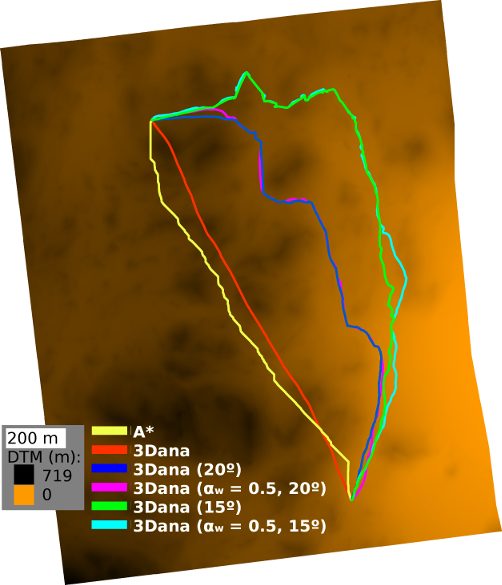 200 m
DTM (m):
719
0
A*
3Dana
3Dana (20º)
3Dana (αw = 0.5, 20º)
3Dana (15º)
3Dana (αw = 0.5, 15º)